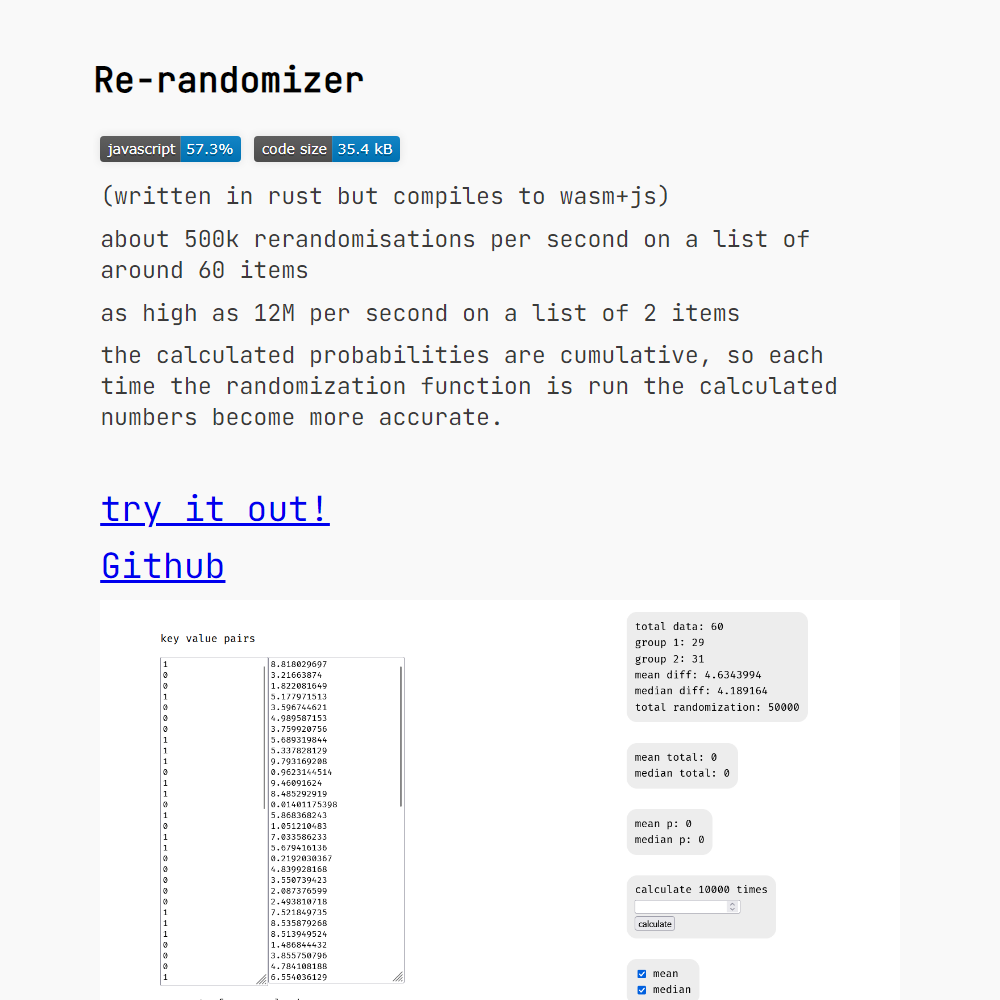 Re-randomizer
javascript 57.3% code size 35.4 kB
(written in rust but compiles to wasm+js)
about 500k rerandomisations per second on a list of
around 60 items
as high as 12M per second on a list of 2 items
the calculated probabilities are cumulative, so each
time the randomization function is run the calculated
numbers become more accurate.
try it out!
Github
key value pairs
1 8.818029697
0 3.21663874
0 1.822081649
1 5.177971513
0 3.596744621
0 4.989587153
0 3.759920756
1 5.689319844
1 5.337828129
1 9.793169208
0 0.9623144514
1 9.46091624
1 8.485292919
0 0.01401175398
1 5.868368243
0 1.051210483
1 7.033586233
1 5.679416136
0 0.2192030367
0 4.839928168
0 3.550739423
0 2.087376599
0 2.493810718
1 7.521849735
1 8.535879268
1 8.513949524
0 1.486844432
0 3.855750796
0 4.784108188
1 6.554036129
total data: 60
group 1: 29
group 2: 31
mean diff: 4.6343994
median diff: 4.189164
total randomization: 50000
mean total: 0
median total: 0
mean p: 0
median p: 0
calculate 10000 times
calculate
mean
median